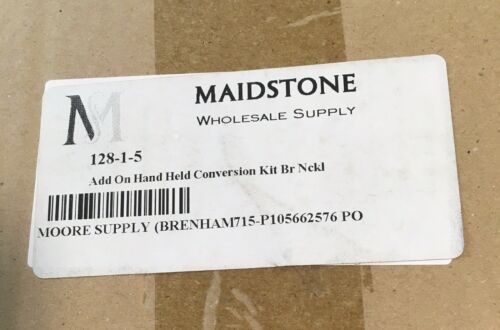 MAIDSTONE
WHOLESALE SUPPLY
128-1-5
Add On Hand Held Conversion Kit Br Nckl
MOORE SUPPLY (BRENHAM715-P105662576 PO